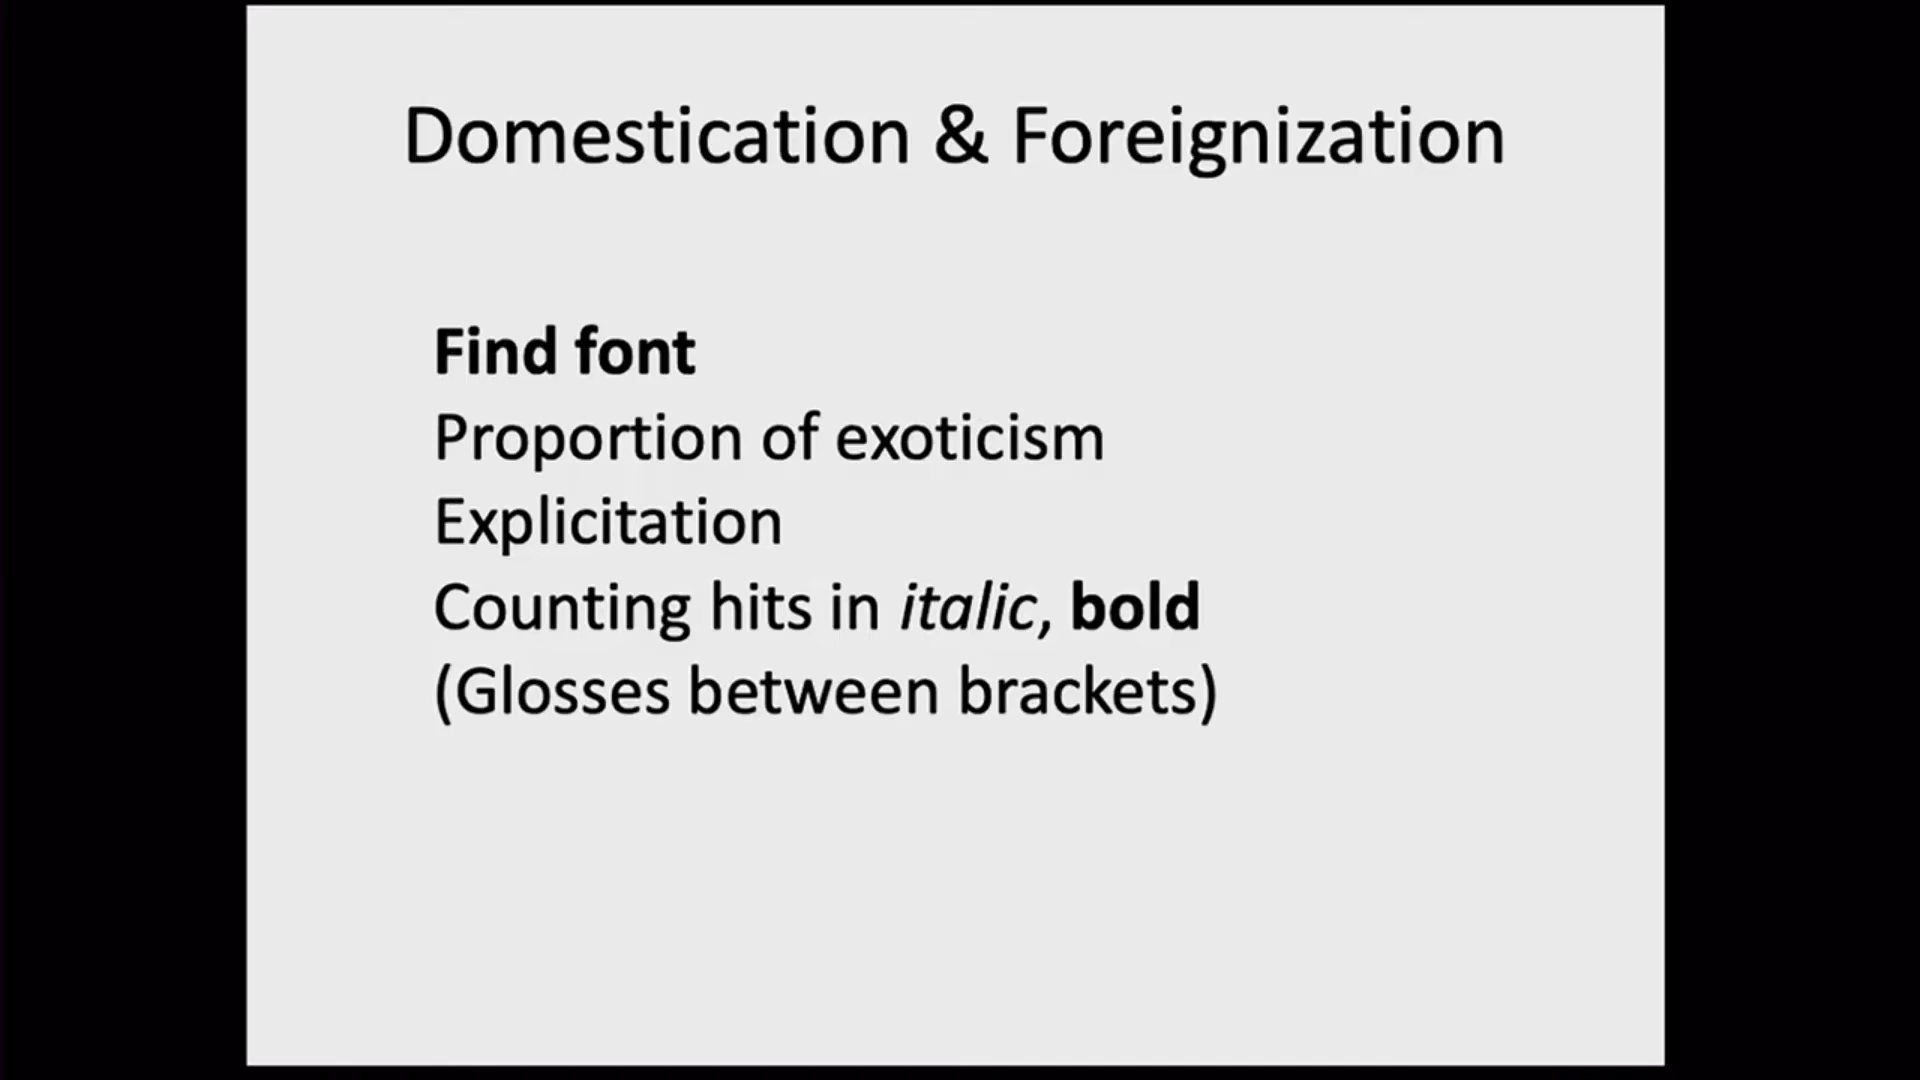 Domestication & Foreignization
Find font
Proportion of exoticism
Explicitation
Counting hits in italic, bold
(Glosses between brackets)